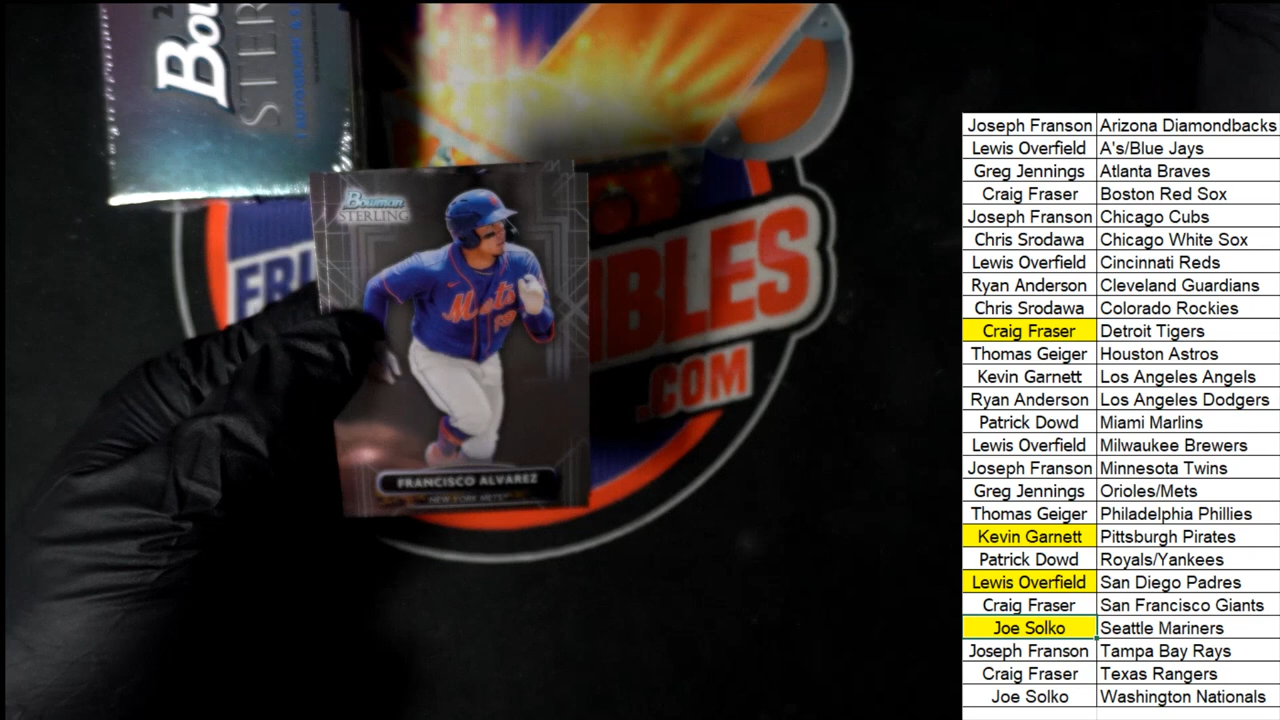 2
Bow
STER
Bowman
STERLING
Mets
FRANCISCO ALVAREZ
NEW YORK METS
IBLES
.COM
Joseph Franson Arizona Diamondbacks
Lewis Overfield A's/Blue Jays
Greg Jennings Atlanta Braves
Craig Fraser Boston Red Sox
Joseph Franson Chicago Cubs
Chris Srodawa Chicago White Sox
Lewis Overfield Cincinnati Reds
Ryan Anderson Cleveland Guardians
Chris Srodawa Colorado Rockies
Craig Fraser Detroit Tigers
Thomas Geiger Houston Astros
Kevin Garnett Los Angeles Angels
Ryan Anderson Los Angeles Dodgers
Patrick Dowd Miami Marlins
Lewis Overfield Milwaukee Brewers
Joseph Franson Minnesota Twins
Greg Jennings Orioles/Mets
Thomas Geiger Philadelphia Phillies
Kevin Garnett Pittsburgh Pirates
Patrick Dowd Royals/Yankees
Lewis Overfield San Diego Padres
Craig Fraser San Francisco Giants
Joe Solko Seattle Mariners
Joseph Franson Tampa Bay Rays
Craig Fraser Texas Rangers
Joe Solko Washington Nationals